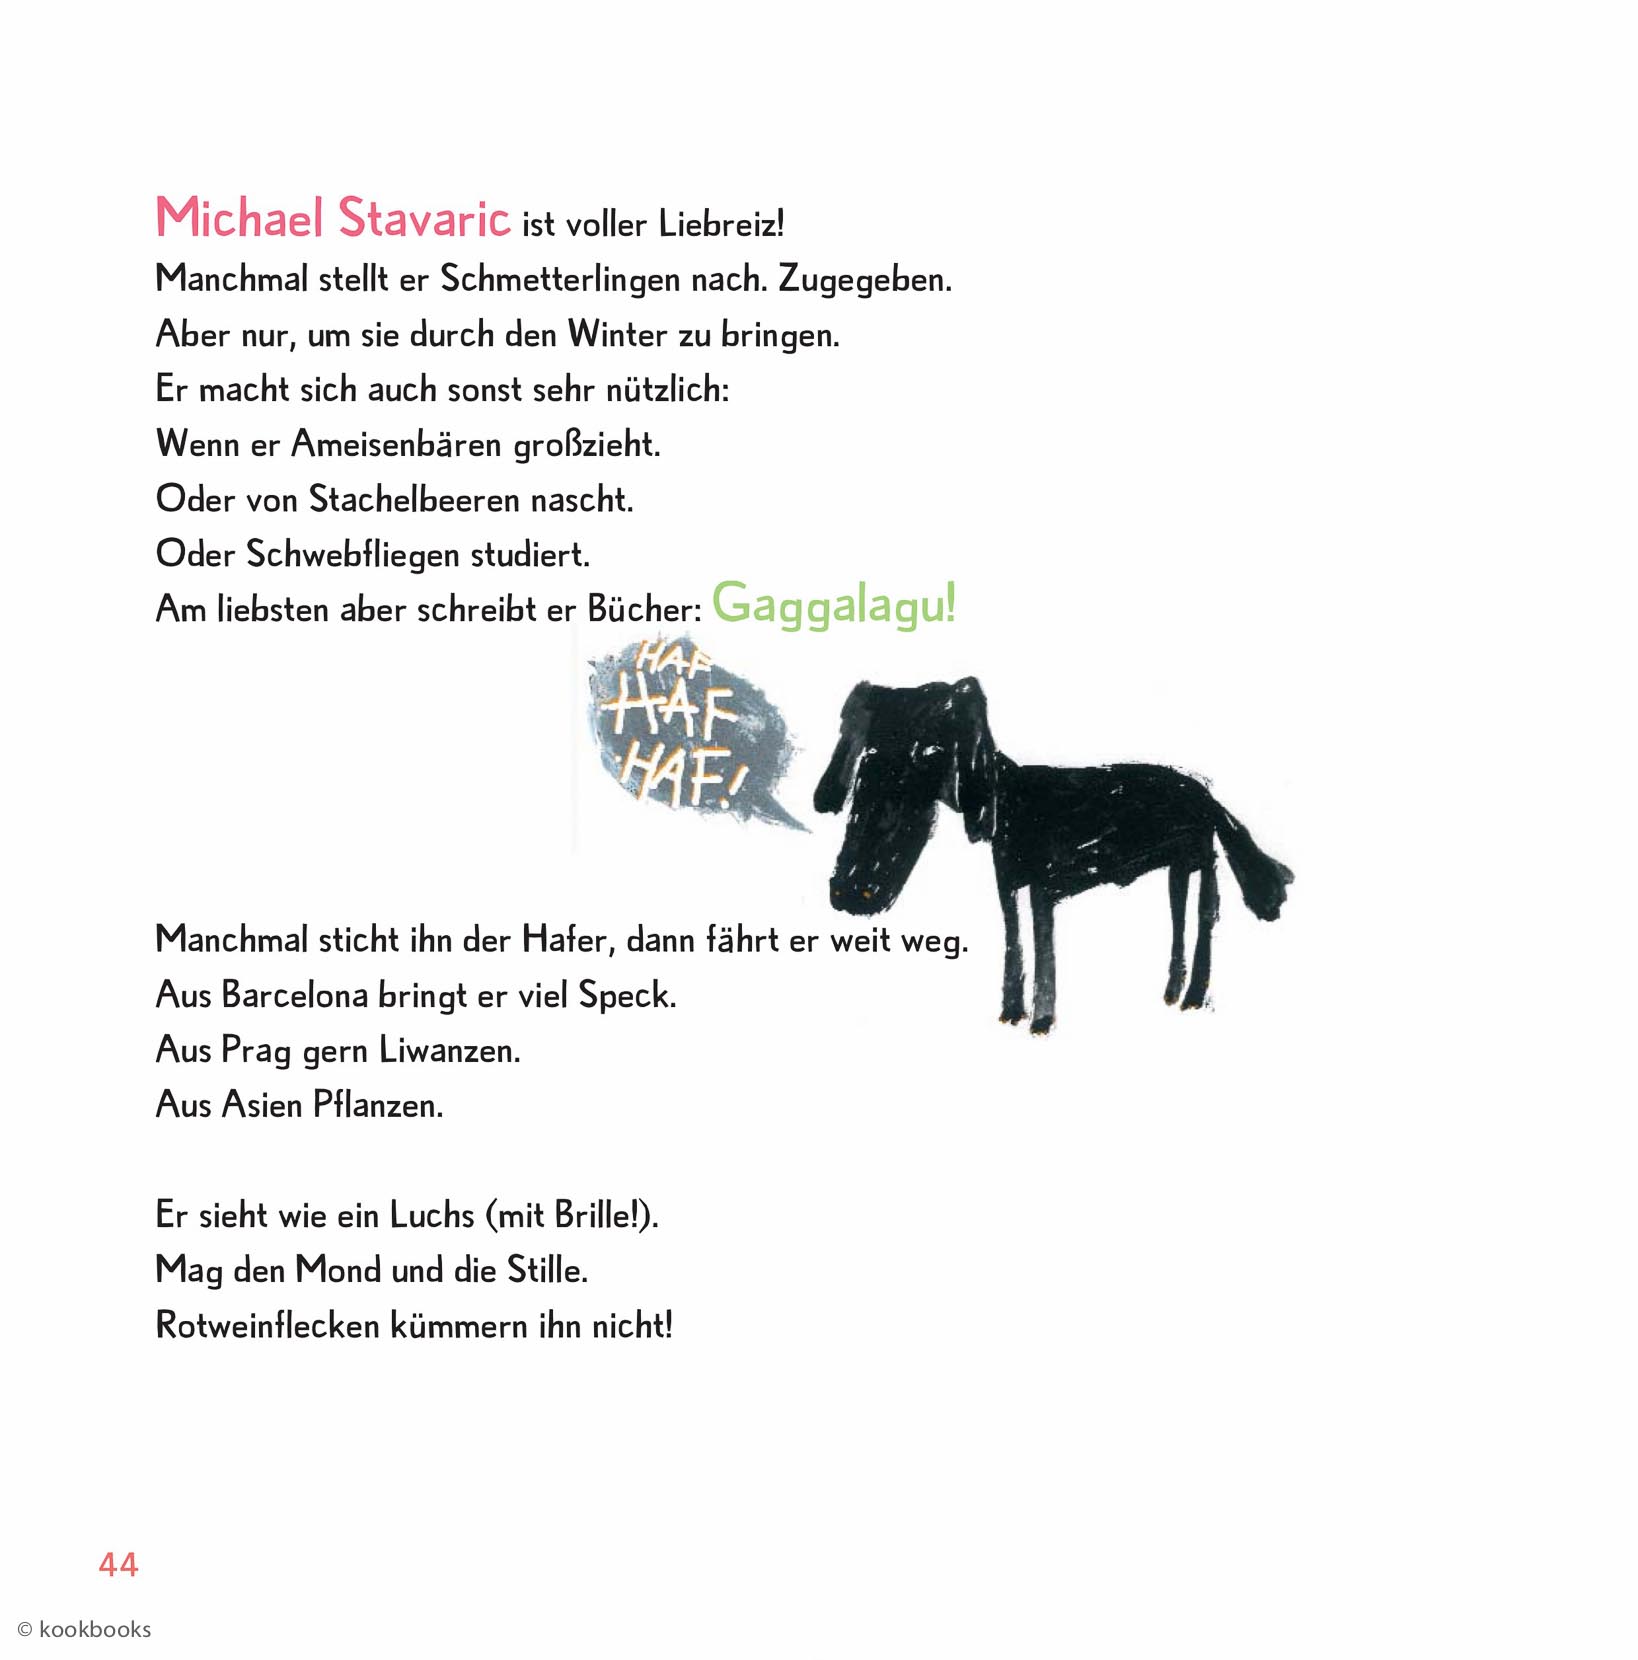 Michael Stavaric ist voller Liebreiz!
Manchmal stellt er Schmetterlingen nach. Zugegeben.
Aber nur, um sie durch den Winter zu bringen.
Er macht sich auch sonst sehr nützlich:
Wenn er Ameisenbären großzieht.
Oder von Stachelbeeren nascht.
Oder Schwebfliegen studiert.
Am liebsten aber schreibt er Bücher: Gaggalagu!
HAF
HAF
HAF!
Manchmal sticht ihn der Hafer, dann fährt er weit weg.
Aus Barcelona bringt er viel Speck.
Aus Prag gern Liwanzen.
Aus Asien Pflanzen.
Er sieht wie ein Luchs (mit Brille!).
Mag den Mond und die Stille.
Rotweinflecken kümmern ihn nicht!
44
© kookbooks